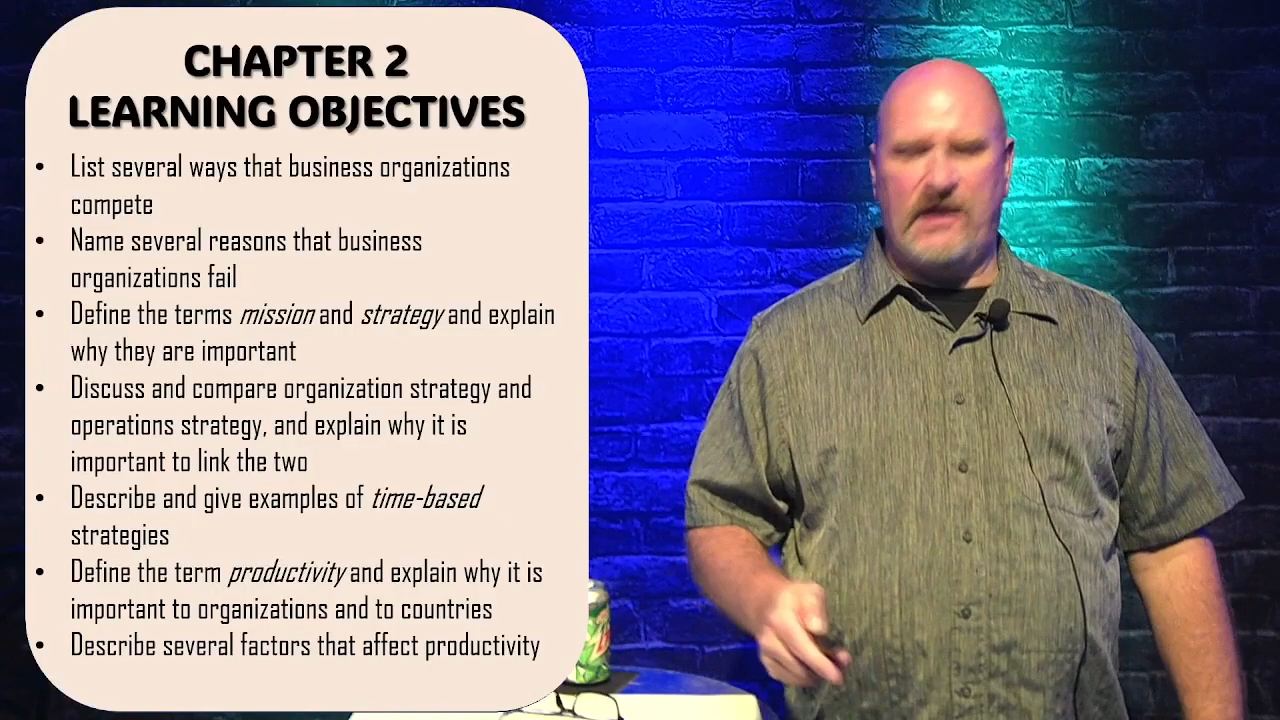 CHAPTER 2
LEARNING OBJECTIVES
• List several ways that business organizations
compete
• Name several reasons that business
organizations fail
• Define the terms mission and strategy and explain
why they are important
• Discuss and compare organization strategy and
operations strategy, and explain why it is
important to link the two
• Describe and give examples of time-based
strategies
• Define the term productivity and explain why it is
important to organizations and to countries
• Describe several factors that affect productivity